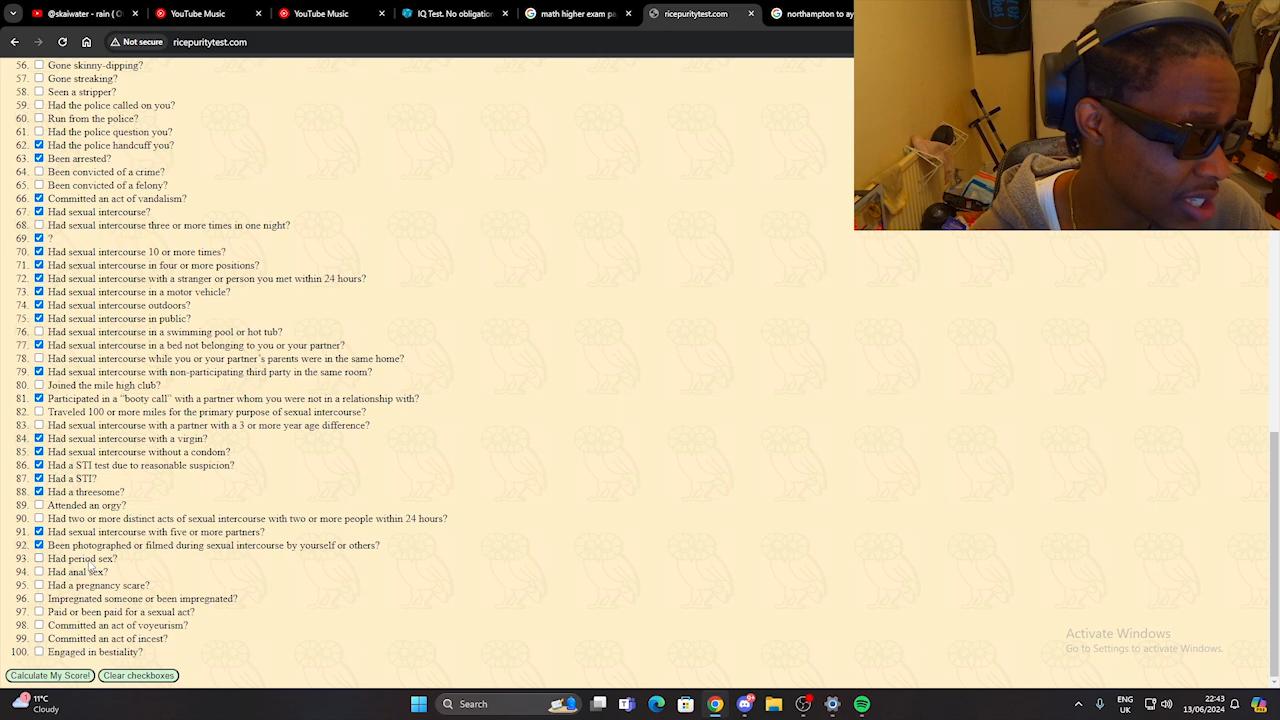 @skaiwater - rain (
YouTube Music
YouTube Music
IQ Test. No obligatio
math higher exam pa
ricepuritytest.com
northampton to ay
Not secure
ricepuritytest.com
56. Gone skinny-dipping?
57. Gone streaking?
58. Seen a stripper?
59. Had the police called on you?
60. Run from the police?
61. Had the police question you?
62. Had the police handcuff you?
63. Been arrested?
64. Been convicted of a crime?
65. Been convicted of a felony?
66. Committed an act of vandalism?
67. Had sexual intercourse?
68. Had sexual intercourse three or more times in one night?
69. ?
70. Had sexual intercourse 10 or more times?
71. Had sexual intercourse in four or more positions?
72. Had sexual intercourse with a stranger or person you met within 24 hours?
73. Had sexual intercourse in a motor vehicle?
74. Had sexual intercourse outdoors?
75. Had sexual intercourse in public?
76. Had sexual intercourse in a swimming pool or hot tub?
77. Had sexual intercourse in a bed not belonging to you or your partner?
78. Had sexual intercourse while you or your partner's parents were in the same home?
79. Had sexual intercourse with non-participating third party in the same room?
80. Joined the mile high club?
81. Participated in a "booty call" with a partner whom you were not in a relationship with?
82. Traveled 100 or more miles for the primary purpose of sexual intercourse?
83. Had sexual intercourse with a partner with a 3 or more year age difference?
84. Had sexual intercourse with a virgin?
85. Had sexual intercourse without a condom?
86. Had a STI test due to reasonable suspicion?
87. Had a STI?
88. Had a threesome?
89. Attended an orgy?
90. Had two or more distinct acts of sexual intercourse with two or more people within 24 hours?
91. Had sexual intercourse with five or more partners?
92. Been photographed or filmed during sexual intercourse by yourself or others?
93. Had period sex?
94. Had anal sex?
95. Had a pregnancy scare?
96. Impregnated someone or been impregnated?
97. Paid or been paid for a sexual act?
98. Committed an act of voyeurism?
99. Committed an act of incest?
100. Engaged in bestiality?
Calculate My Score!
Clear checkboxes
Activate Windows
Go to Settings to activate Windows.
11°C
Cloudy
Search
ENG
UK
22:43
13/06/2024